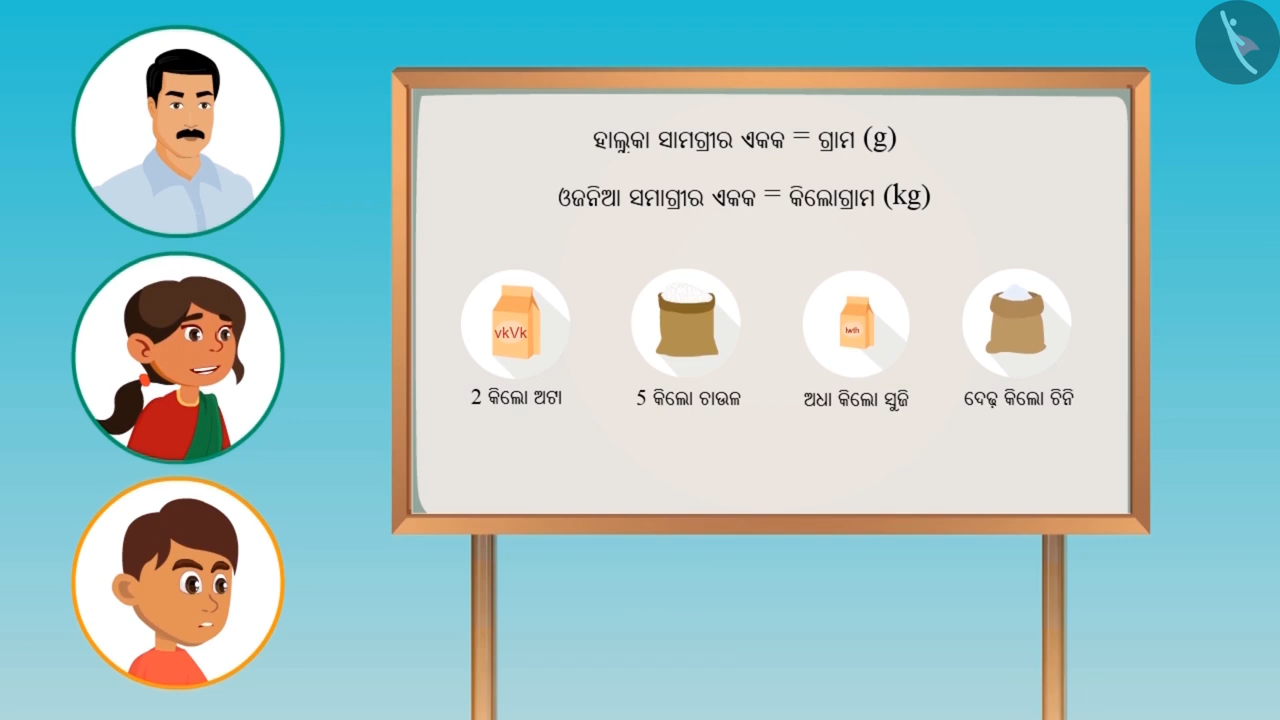 ହାଲୁକା ସାମଗ୍ରୀର ଏକକ = ଗ୍ରାମ (g)
ଓଜନିଆ ସମାଗ୍ରୀର ଏକକ = କିଲୋଗ୍ରାମ (kg)
vkVk
lwth
2 କିଲୋ ଅଟା
5 କିଲୋ ଚାଉଳ
ଅଧା କିଲୋ ସୁଜି
ଦେଢ଼ କିଲୋ ଚିନି